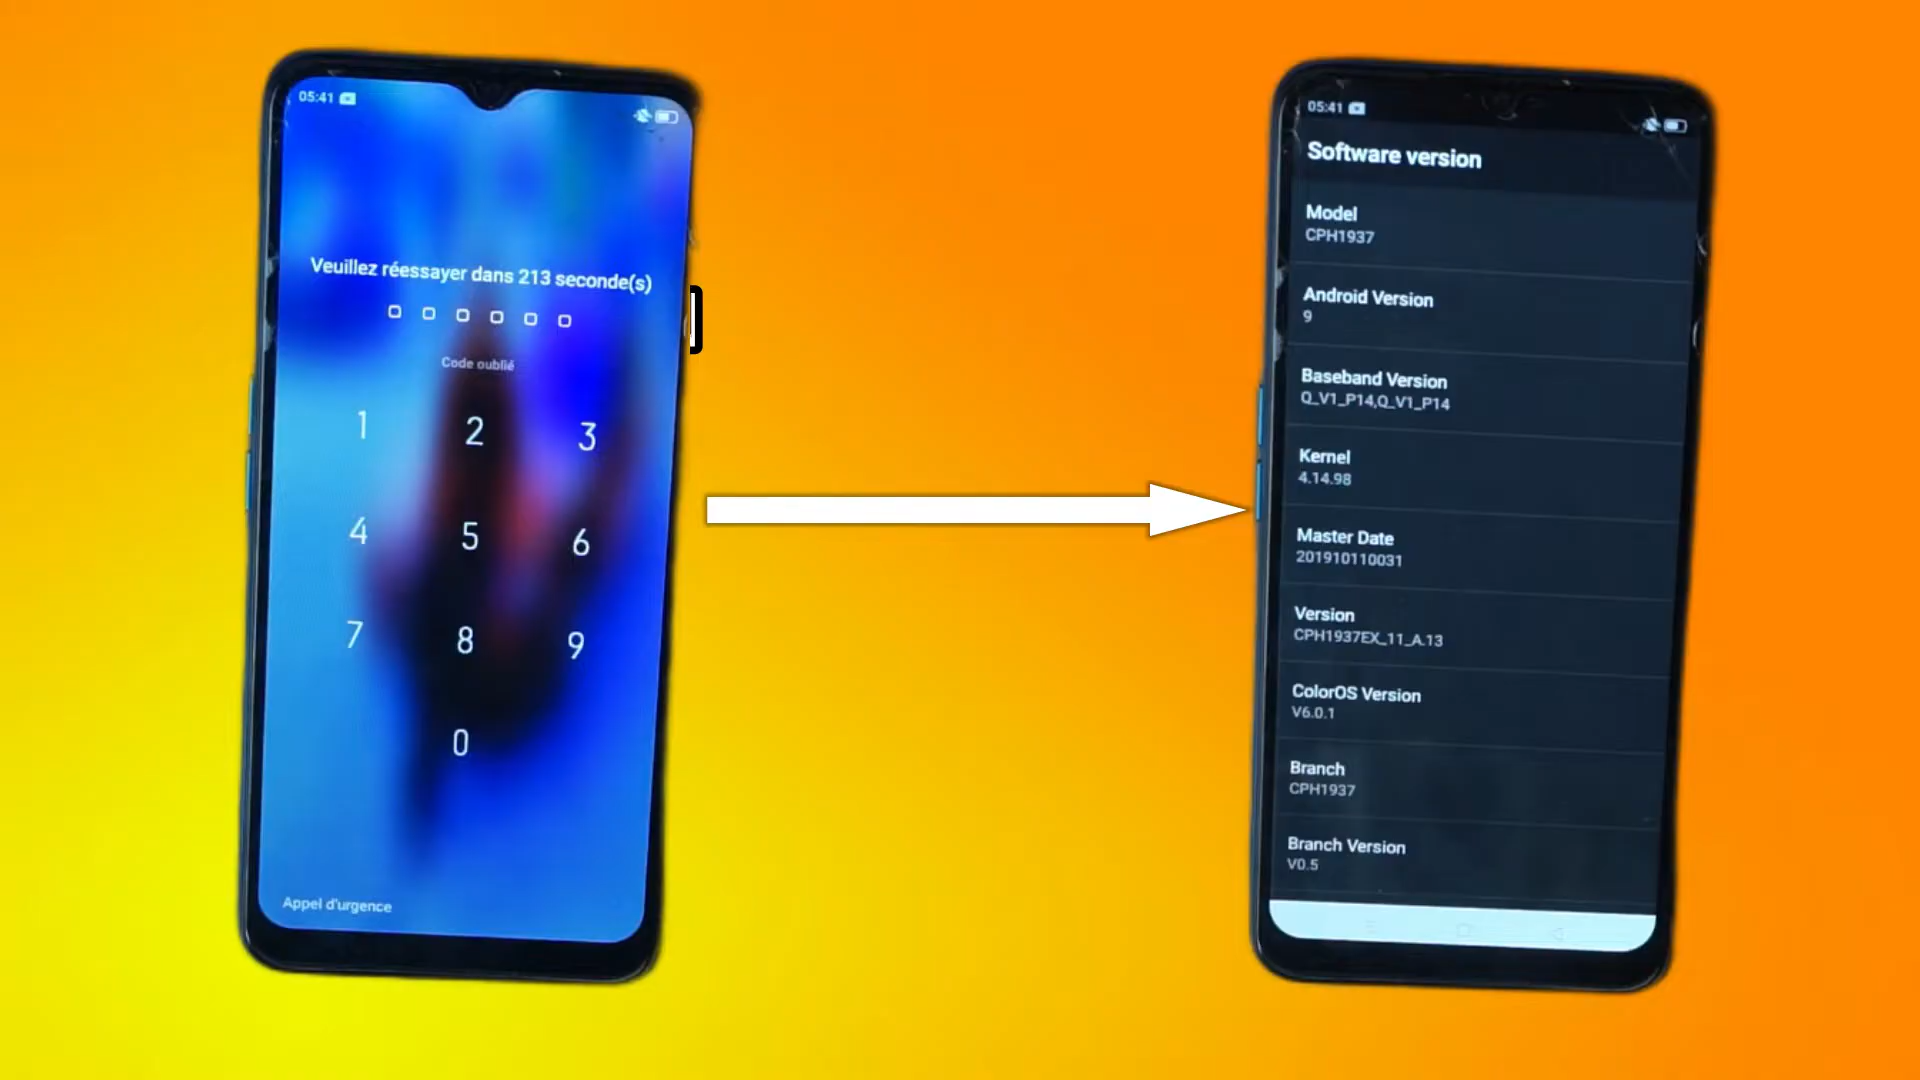 05:41
Veuillez réessayer dans 213 seconde(s)
Code oublié
1 2 3
4 5 6
7 8 9
0
Appel d'urgence
05:41
Software version
Model
CPH1937
Android Version
9
Baseband Version
Q_V1_P14,Q_V1_P14
Kernel
4.14.98
Master Date
201910110031
Version
CPH1937EX_11_A.13
ColorOS Version
V6.0.1
Branch
CPH1937
Branch Version
V0.5